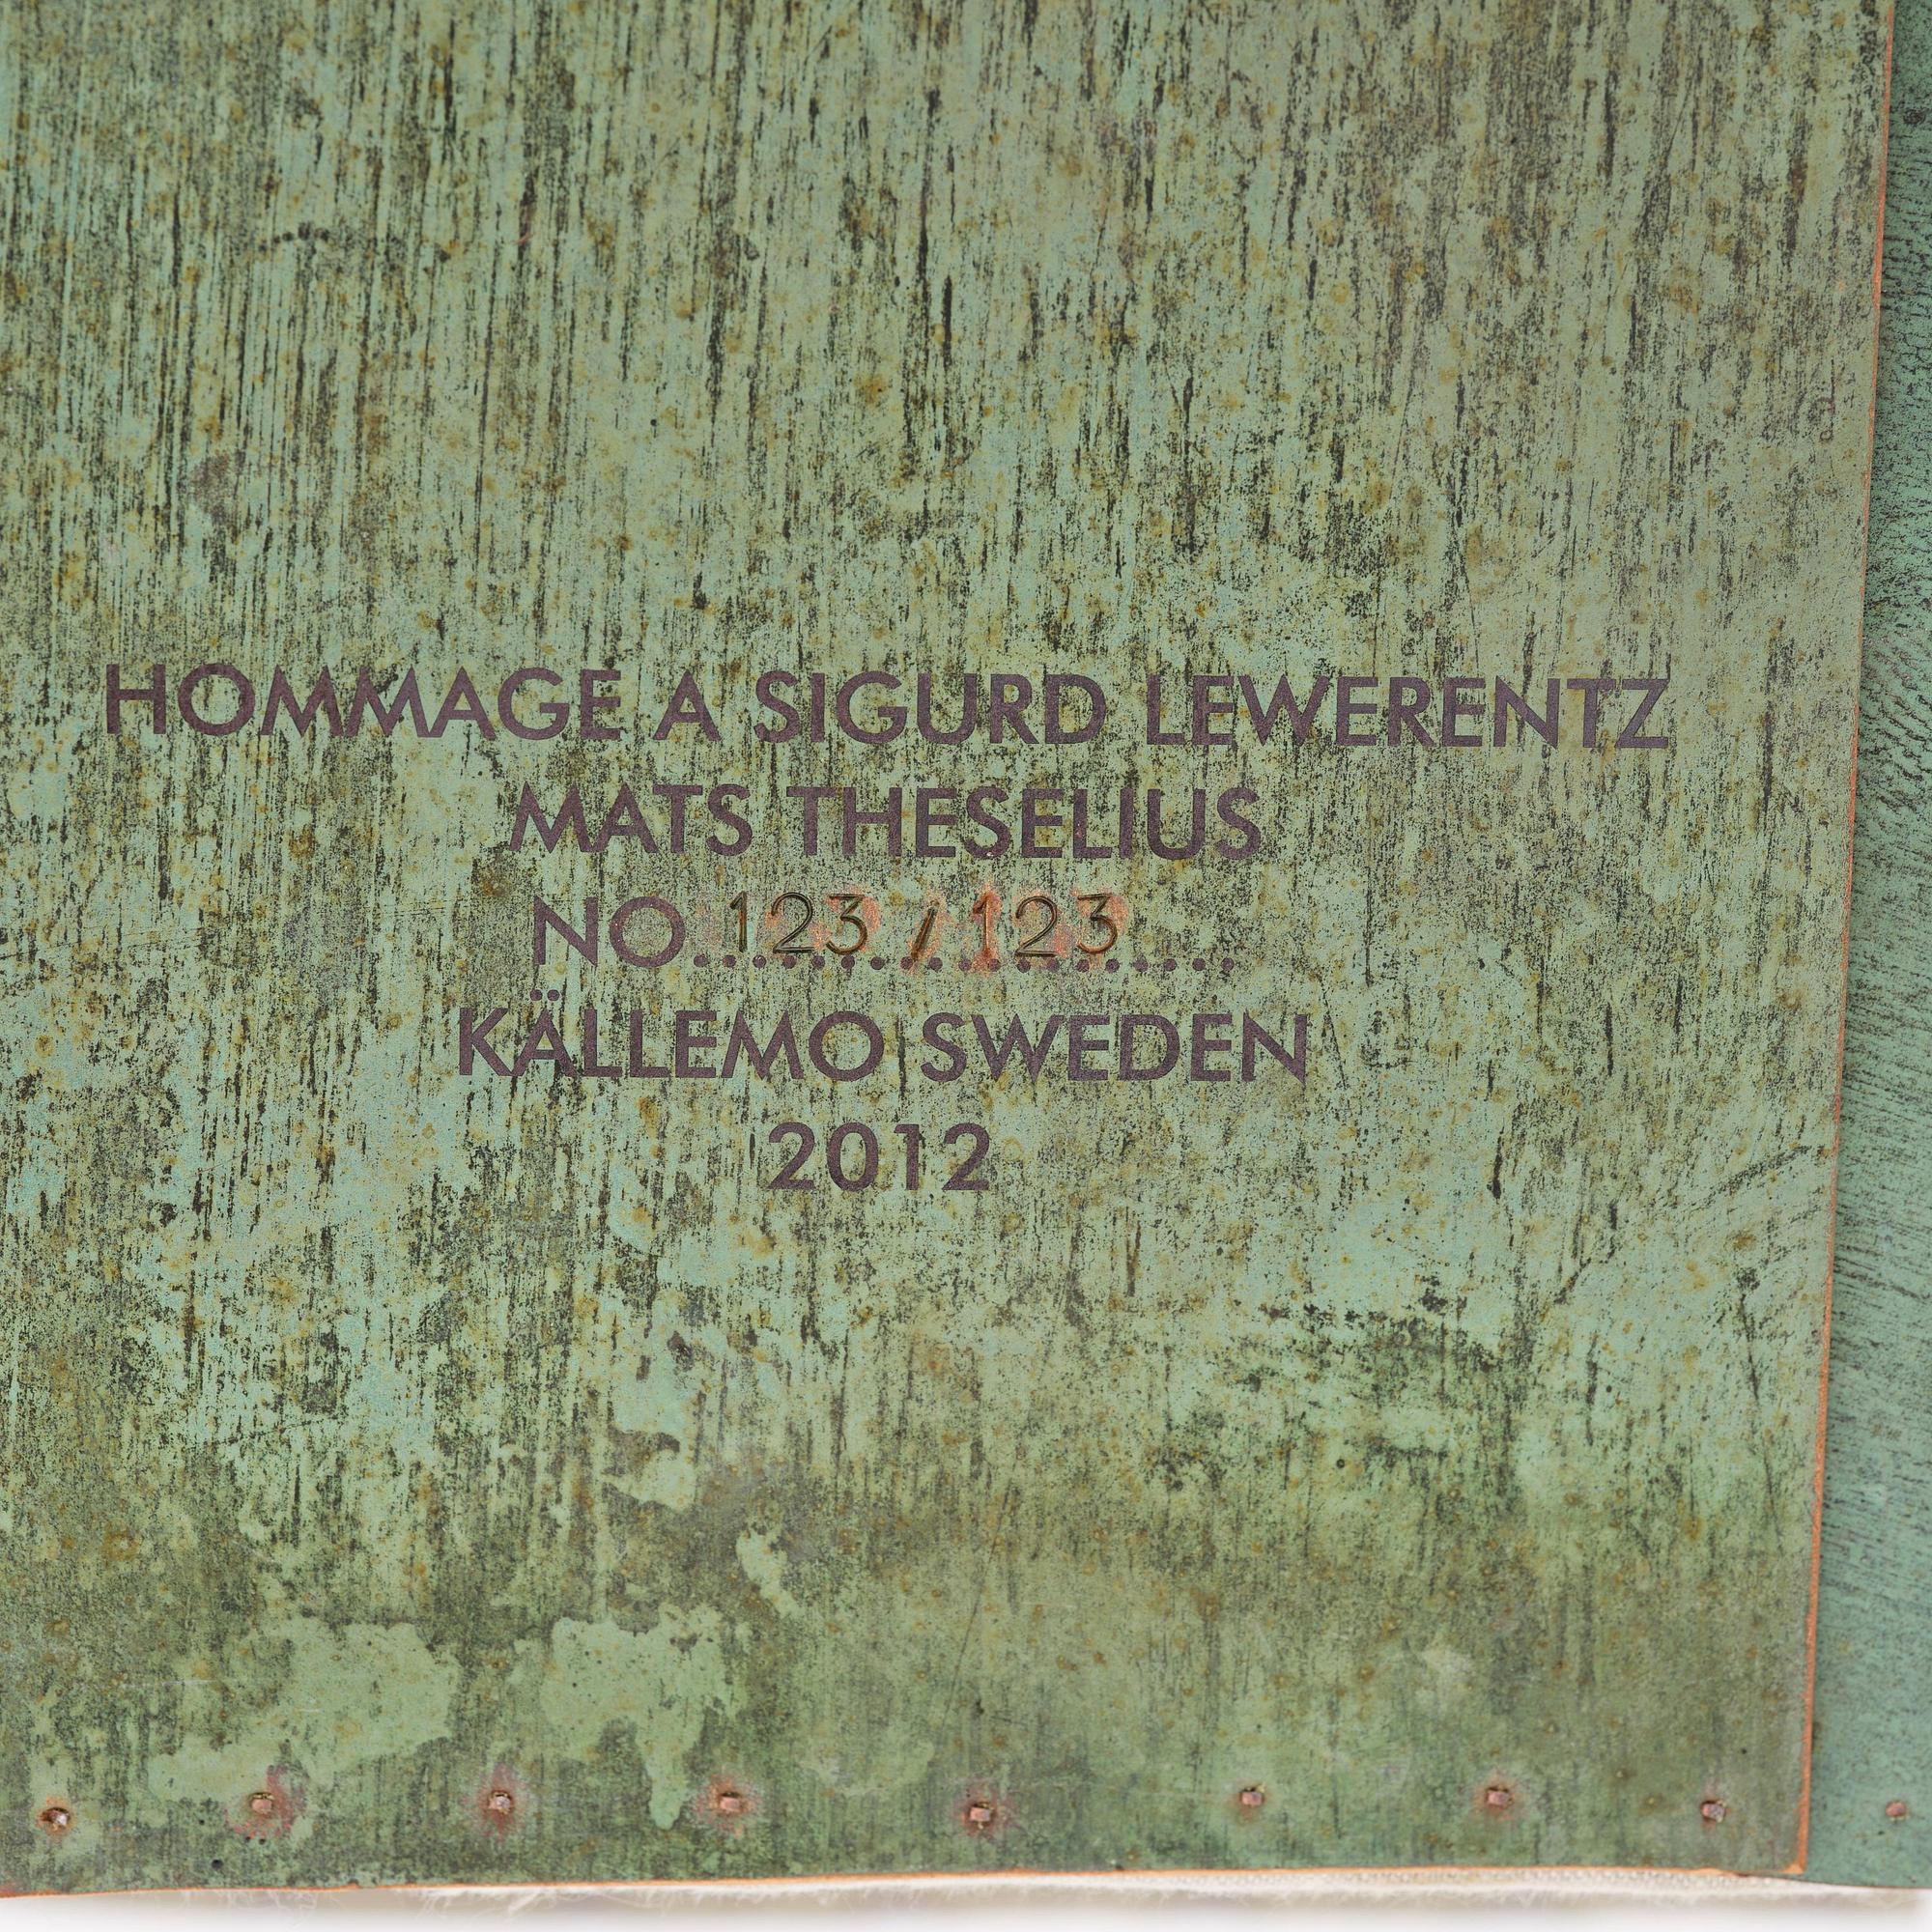 HOMMAGE A SIGURD LEWERENTZ
MATS THESELIUS
NO...123 / 123....
KÄLLEMO SWEDEN
2012